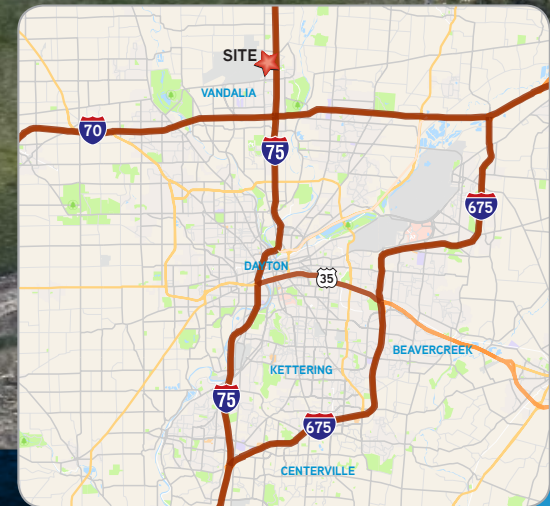 SITE
VANDALIA
70
75
675
DAYTON
35
BEAVERCREEK
KETTERING
75
675
CENTERVILLE